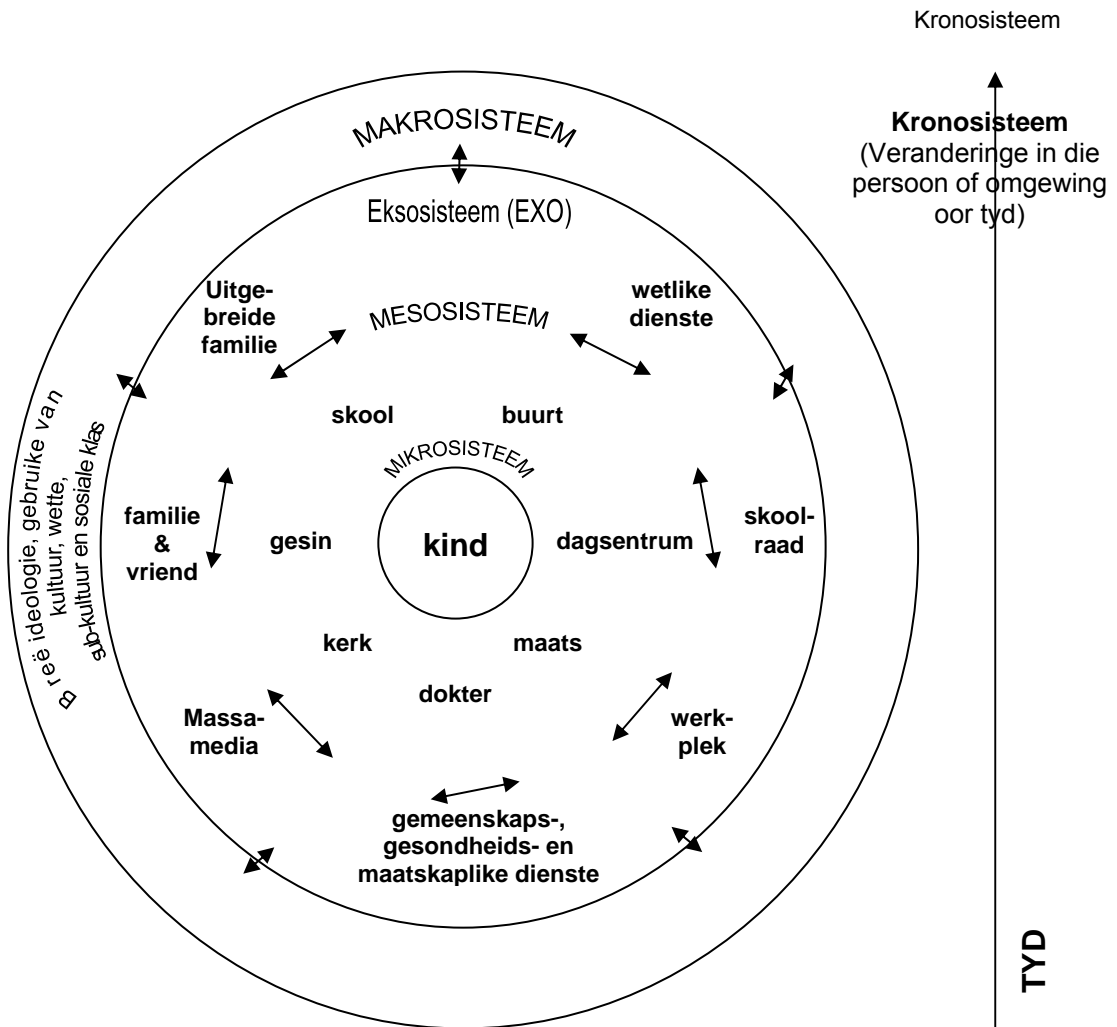 Kronosisteem
Kronosisteem
(Veranderinge in die
persoon of omgewing
oor tyd)
MAKROSISTEEM
Eksosisteem (EXO)
Uitge-
breide
familie
MESOSISTEEM
wetlike
dienste
skool
buurt
MIKROSISTEEM
familie
&
vriend
gesin
kind
dagsentrum
skool-
raad
kerk
maats
dokter
Massa-
media
werk-
plek
gemeenskaps-,
gesondheids- en
maatskaplike dienste
Breë ideologie, gebruike van
kultuur, wette,
sub-kultuur en sosiale klas
TYD